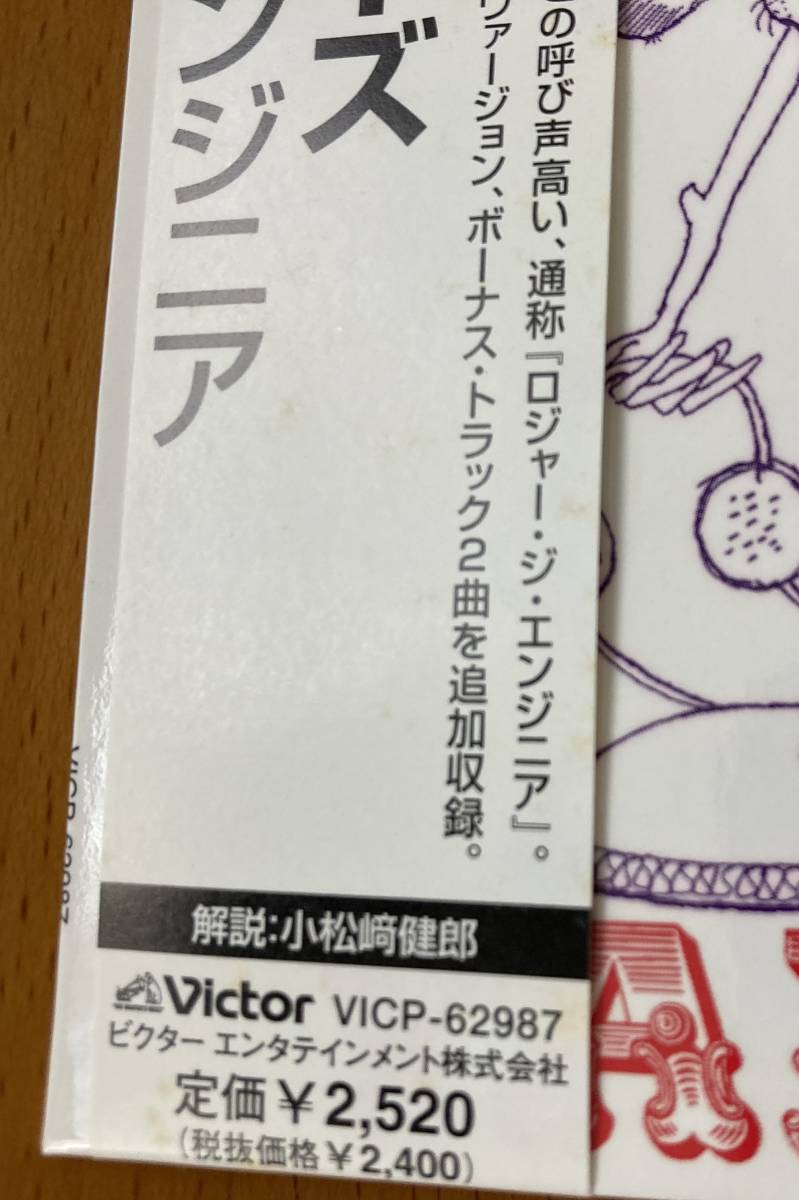 の呼び声高い、通称『ロジャー・ジ・エンジニア』。
ヴァージョン、ボーナス・トラック2曲を追加収録。
ーズ
ンジニア
解説:小松﨑健郎
Victor VICP-62987
ビクター エンタテインメント株式会社
定価¥2,520
(税抜価格¥2,400)
A